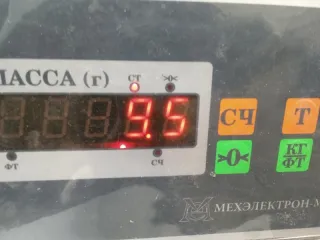 МАССА (г)
СТ >0<
9.5
ФТ СЧ
СЧ Т
>0< КГ
ФТ
МЕХЭЛЕКТРОН-М